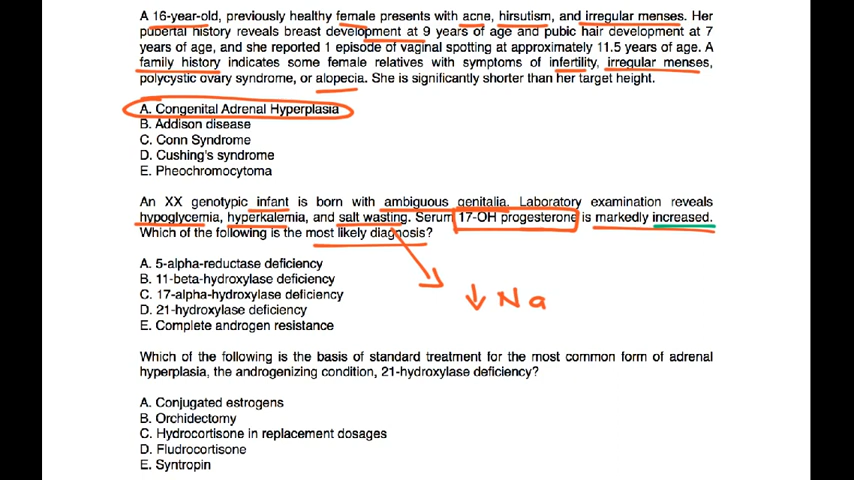 A 16-year-old, previously healthy female presents with acne, hirsutism, and irregular menses. Her
pubertal history reveals breast development at 9 years of age and pubic hair development at 7
years of age, and she reported 1 episode of vaginal spotting at approximately 11.5 years of age. A
family history indicates some female relatives with symptoms of infertility, irregular menses,
polycystic ovary syndrome, or alopecia. She is significantly shorter than her target height.
A. Congenital Adrenal Hyperplasia
B. Addison disease
C. Conn Syndrome
D. Cushing's syndrome
E. Pheochromocytoma
An XX genotypic infant is born with ambiguous genitalia. Laboratory examination reveals
hypoglycemia, hyperkalemia, and salt wasting. Serum 17-OH progesterone is markedly increased.
Which of the following is the most likely diagnosis?
A. 5-alpha-reductase deficiency
B. 11-beta-hydroxylase deficiency
C. 17-alpha-hydroxylase deficiency
D. 21-hydroxylase deficiency
E. Complete androgen resistance
↓ Na
Which of the following is the basis of standard treatment for the most common form of adrenal
hyperplasia, the androgenizing condition, 21-hydroxylase deficiency?
A. Conjugated estrogens
B. Orchidectomy
C. Hydrocortisone in replacement dosages
D. Fludrocortisone
E. Syntropin